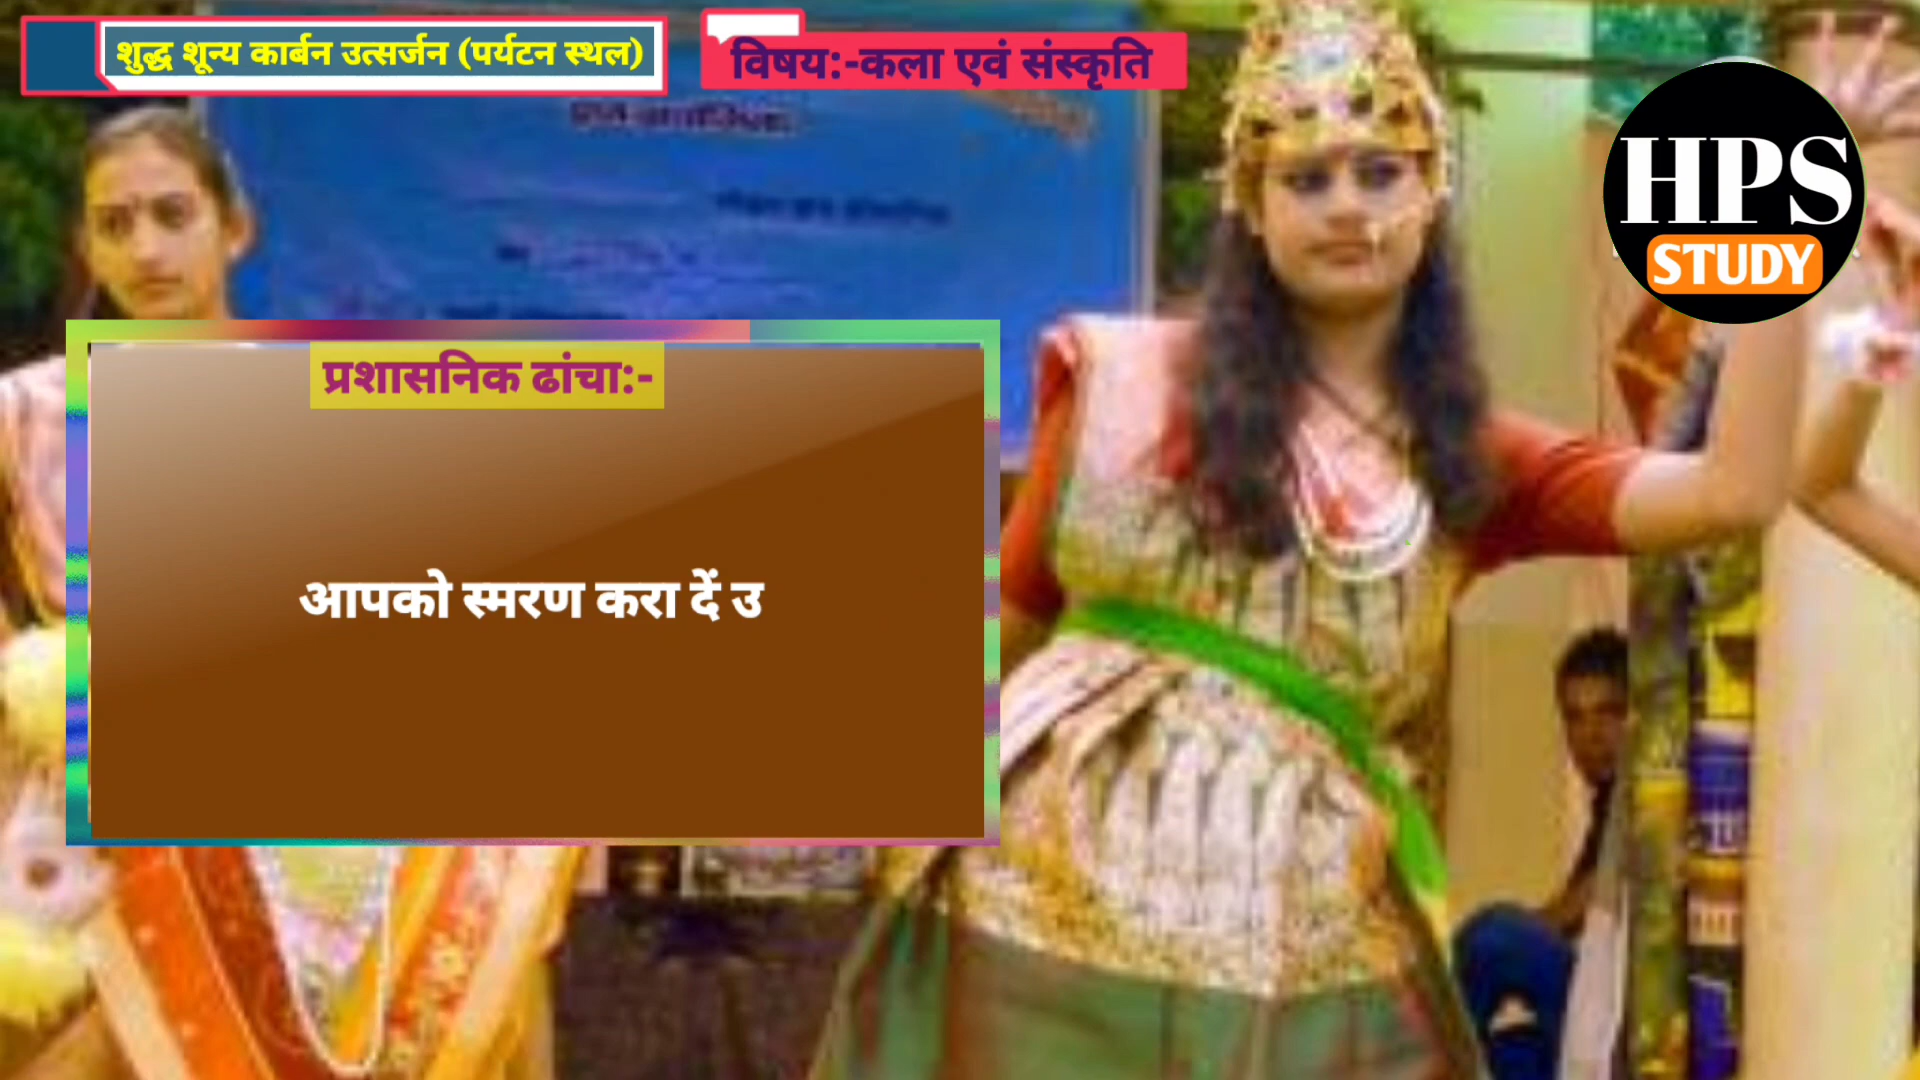 शुद्ध शून्य कार्बन उत्सर्जन (पर्यटन स्थल)
विषय:-कला एवं संस्कृति
HPS
STUDY
प्रशासनिक ढांचा:-
आपको स्मरण करा दें उ